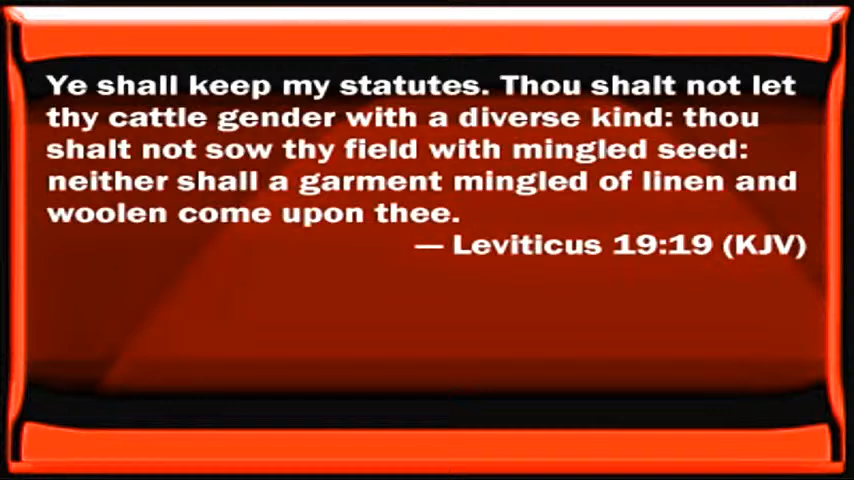 Ye shall keep my statutes. Thou shalt not let
thy cattle gender with a diverse kind: thou
shalt not sow thy field with mingled seed:
neither shall a garment mingled of linen and
woolen come upon thee.
— Leviticus 19:19 (KJV)